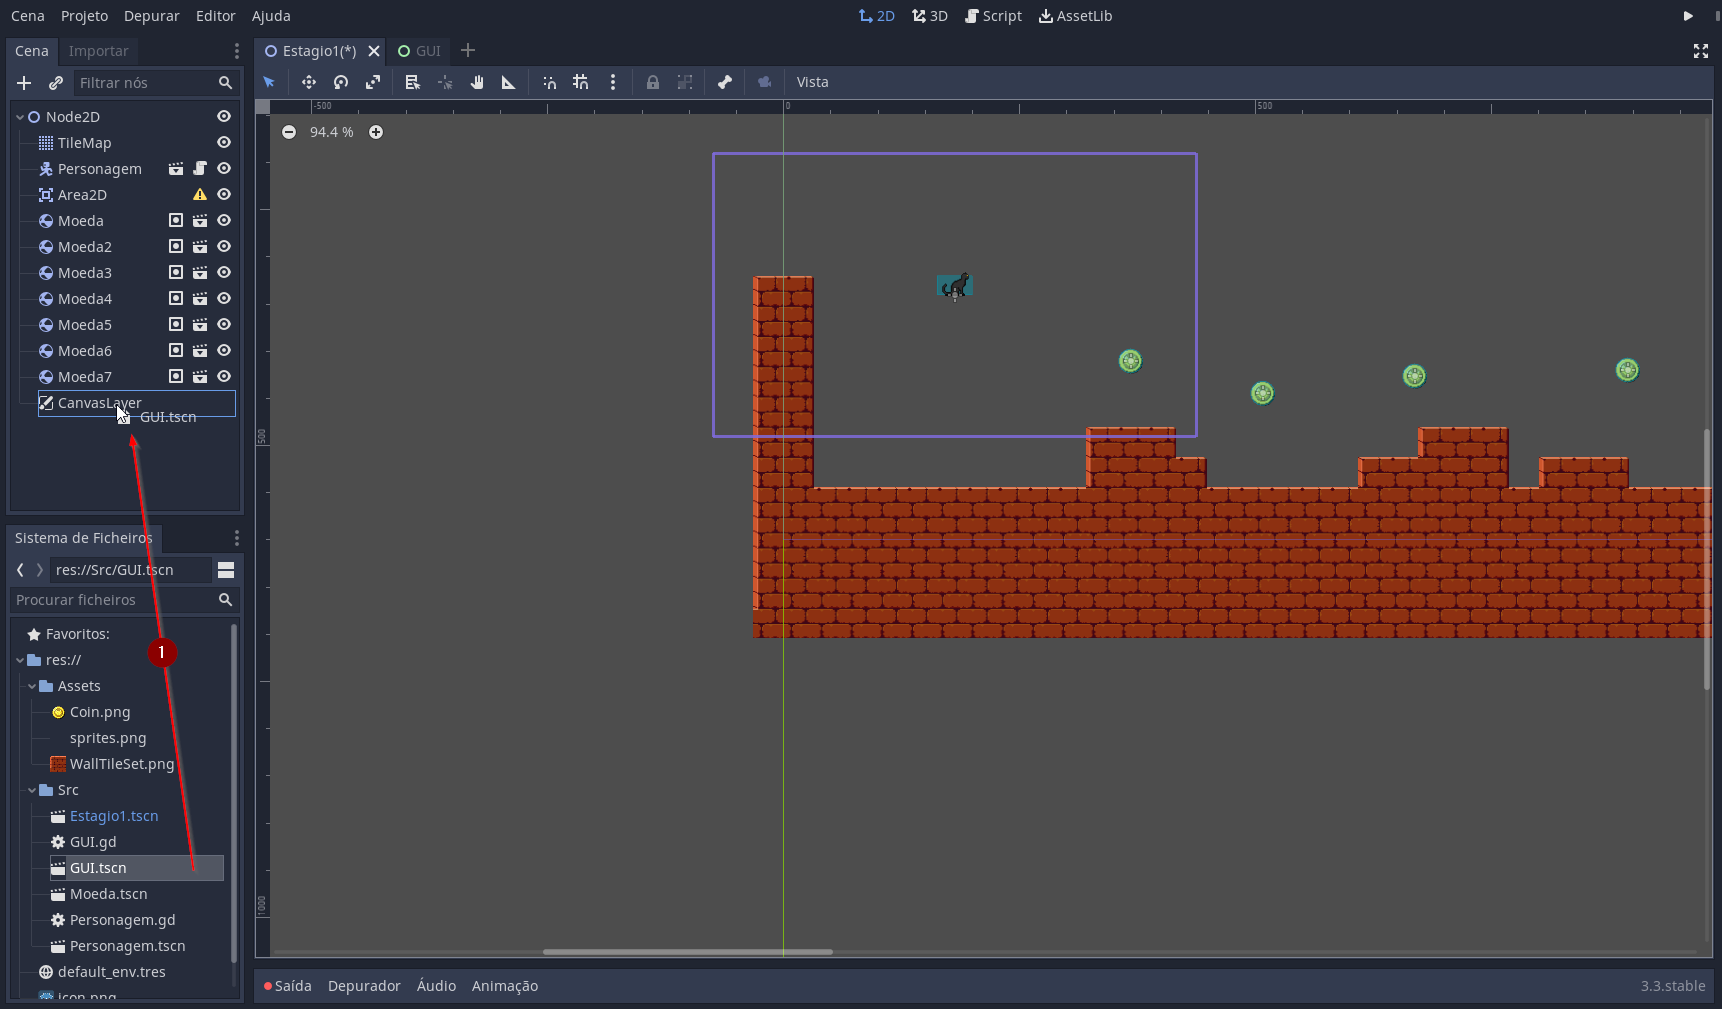 Cena Projeto Depurar Editor Ajuda
2D 3D Script AssetLib
Cena Importar
Estagio1(*) GUI
Filtrar nós
Vista
Node2D
TileMap
Personagem
Area2D
Moeda
Moeda2
Moeda3
Moeda4
Moeda5
Moeda6
Moeda7
CanvasLayer
GUI.tscn
-500 0 500
94.4 %
500
1000
Sistema de Ficheiros
res://Src/GUI.tscn
Procurar ficheiros
Favoritos:
1
res://
Assets
Coin.png
sprites.png
WallTileSet.png
Src
Estagio1.tscn
GUI.gd
GUI.tscn
Moeda.tscn
Personagem.gd
Personagem.tscn
default_env.tres
icon.png
Saída Depurador Áudio Animação
3.3.stable